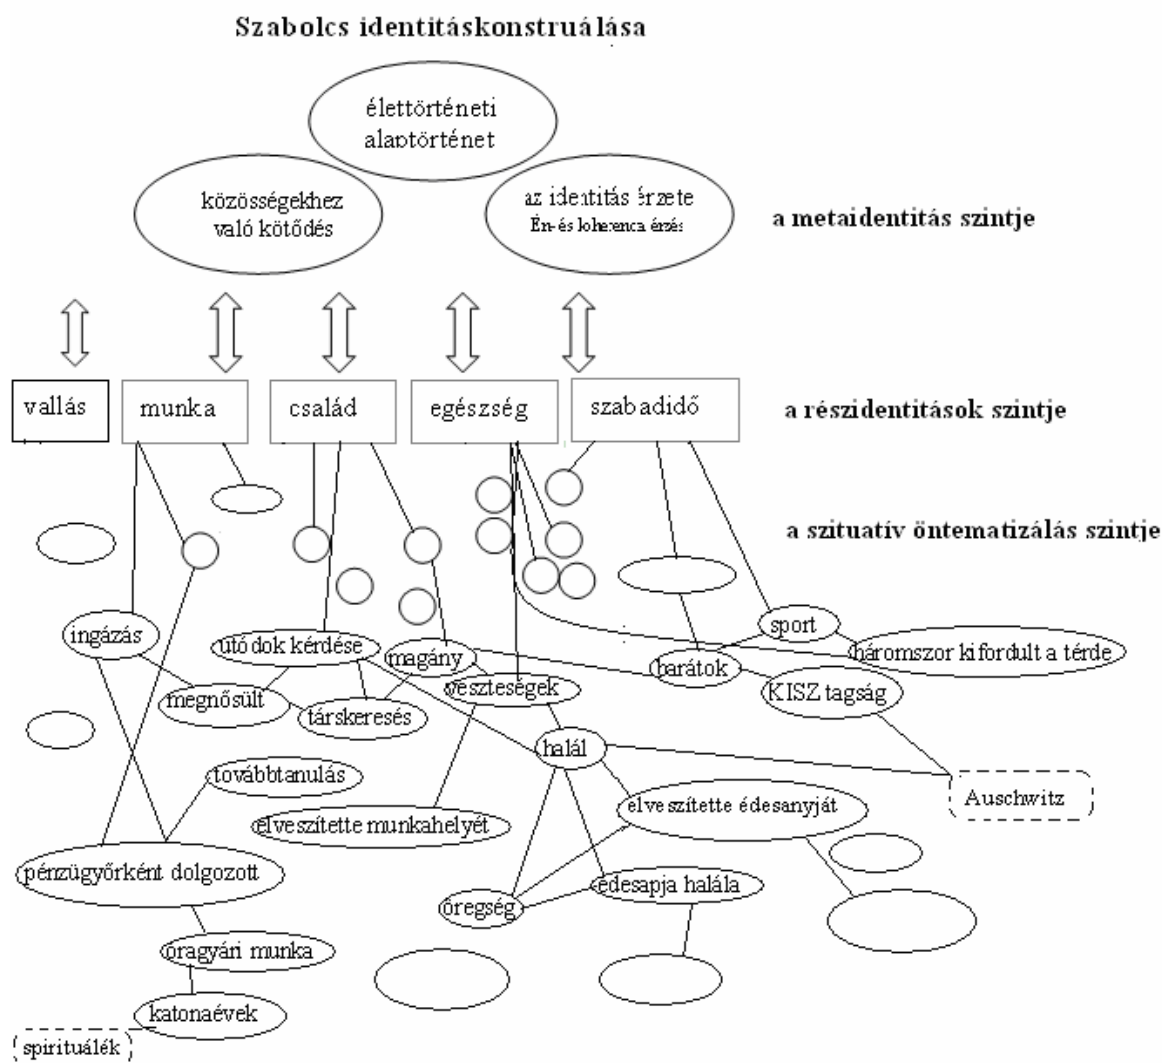 Szabolcs identitáskonstruálása
élettörténeti
alaptörténet
közösségekhez
való kötődés
az identitás érzete
Én- és koherencia érzés
a metaidentitás szintje
vallás
munka
család
egészség
szabadidő
a részidentitások szintje
a szituatív öntematizálás szintje
ingázás
utódok kérdése
magány
barátok
sport
háromszor kifordult a térde
megnősült
társkeresés
veszteségek
KISZ tagság
halál
továbbtanulás
elveszítette munkahelyét
elveszítette édesanyját
Auschwitz
pénzügyőrként dolgozott
öregség
édesapja halála
óragyári munka
katonaévek
spirituálék